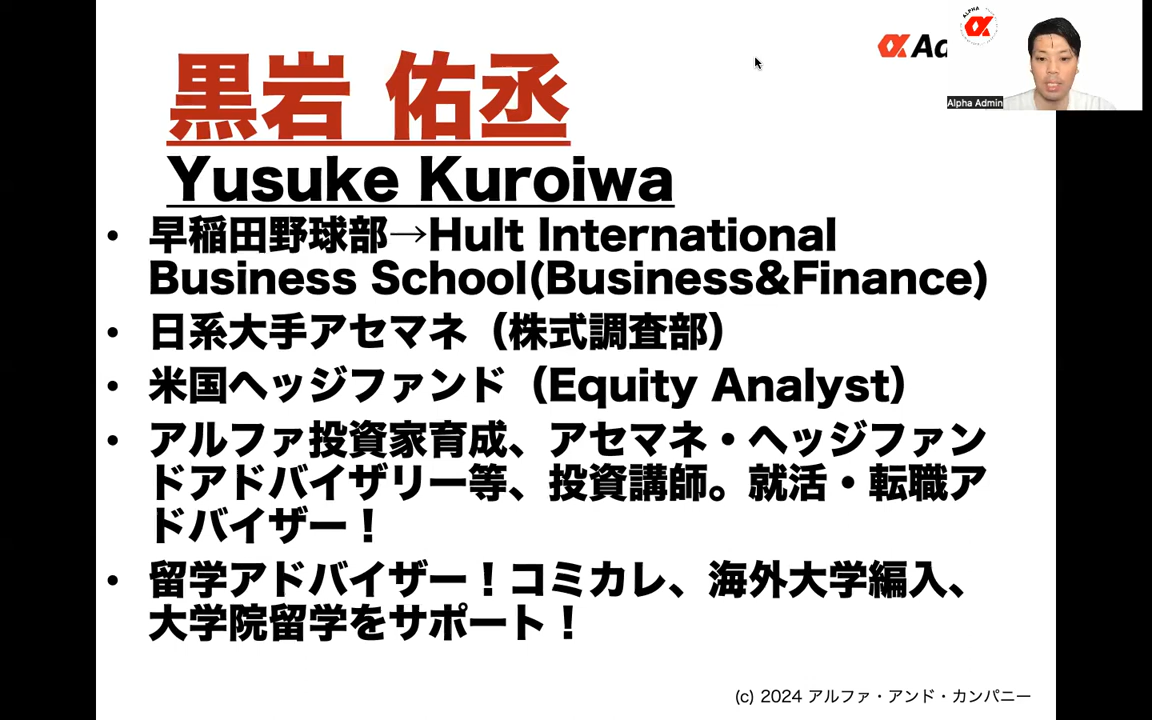 黒岩 佑丞
Yusuke Kuroiwa
• 早稲田野球部→Hult International
Business School(Business&Finance)
• 日系大手アセマネ（株式調査部）
• 米国ヘッジファンド（Equity Analyst）
• アルファ投資家育成、アセマネ・ヘッジファン
ドアドバイザリー等、投資講師。就活・転職ア
ドバイザー！
• 留学アドバイザー！コミカレ、海外大学編入、
大学院留学をサポート！
(c) 2024 アルファ・アンド・カンパニー
ALPHA
Alpha Admin